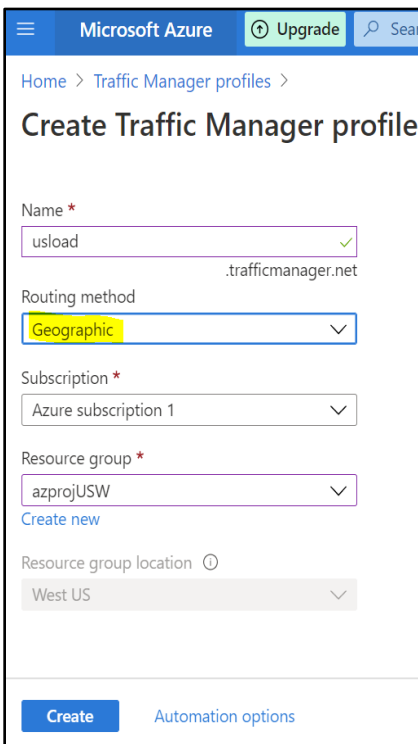 Microsoft Azure Upgrade
Home > Traffic Manager profiles >
Create Traffic Manager profile
Name *
usload
.trafficmanager.net
Routing method
Geographic
Subscription *
Azure subscription 1
Resource group *
azprojUSW
Create new
Resource group location
West US
Create Automation options